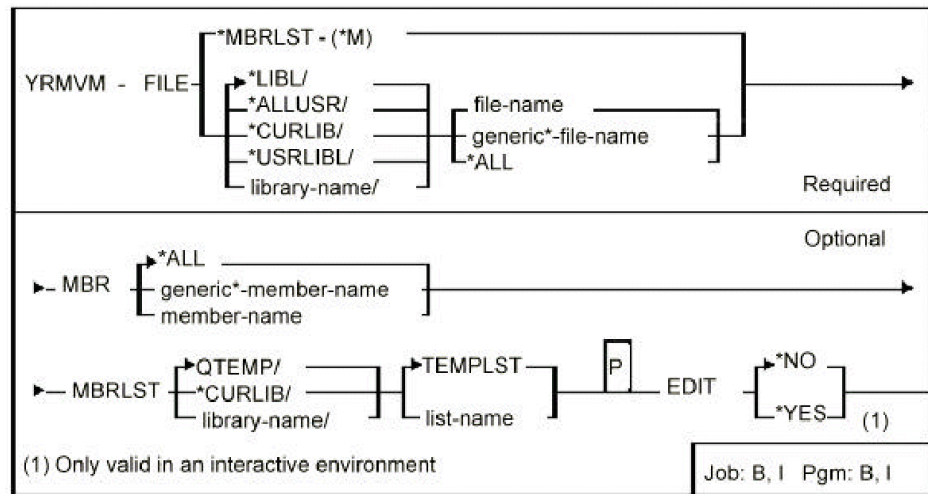 *MBRLST - (*M)
YRMVM - FILE
*LIBL/
*ALLUSR/
*CURLIB/
*USRLIBL/
library-name/
file-name
generic*-file-name
*ALL
Required
Optional
MBR
*ALL
generic*-member-name
member-name
MBRLST
QTEMP/
*CURLIB/
library-name/
TEMPLST
list-name
P
EDIT
*NO
*YES
(1)
(1) Only valid in an interactive environment
Job: B, I Pgm: B, I